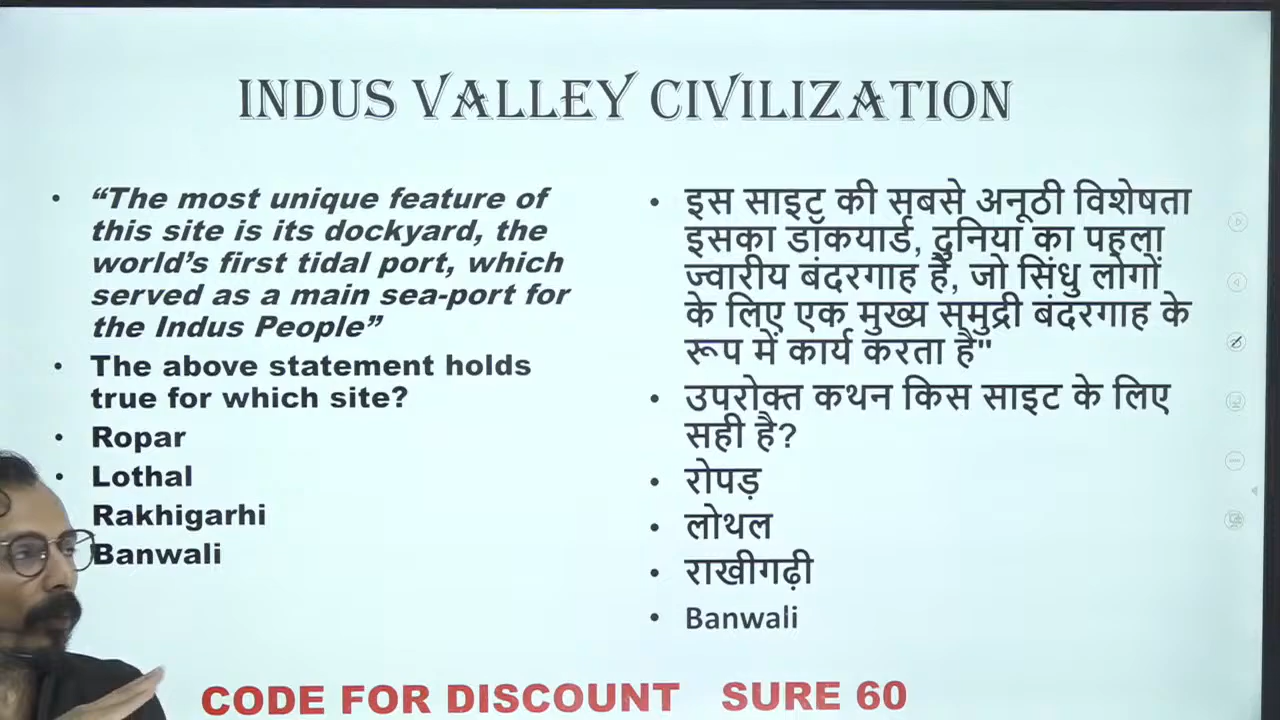 INDUS VALLEY CIVILIZATION
“The most unique feature of
this site is its dockyard, the
world’s first tidal port, which
served as a main sea-port for
the Indus People”
The above statement holds
true for which site?
Ropar
Lothal
Rakhigarhi
Banwali
इस साइट की सबसे अनूठी विशेषता
इसका डॉकयार्ड, दुनिया का पहला
ज्वारीय बंदरगाह है, जो सिंधु लोगों
के लिए एक मुख्य समुद्री बंदरगाह के
रूप में कार्य करता है"
उपरोक्त कथन किस साइट के लिए
सही है?
रोपड़
लोथल
राखीगढ़ी
Banwali
CODE FOR DISCOUNT SURE 60